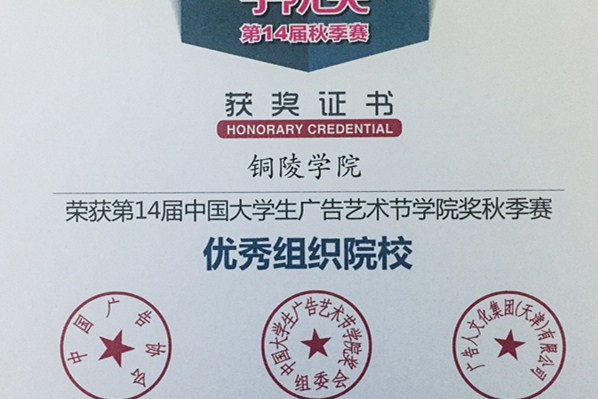 学院奖
第14届秋季赛
获奖证书
HONORARY CREDENTIAL
铜陵学院
荣获第14届中国大学生广告艺术节学院奖秋季赛
优秀组织院校
中国广告协会
中国大学生广告艺术节学院奖
组委会
广告人文化集团(天津)有限公司